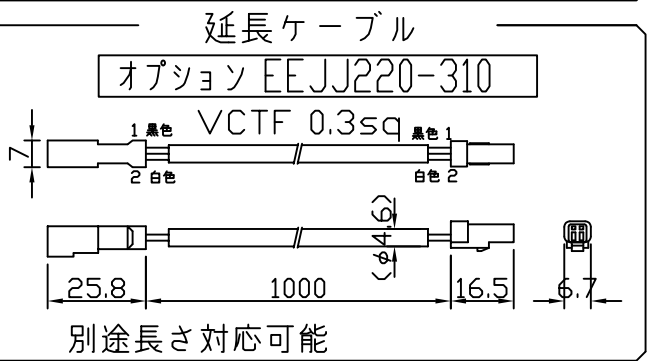 延長ケーブル
オプション EEJJ220-310
VCTF 0.3sq
1 黒色
黒色 1
7
2 白色
白色 2
(φ4.6)
25.8
1000
16.5
6.7
別途長さ対応可能